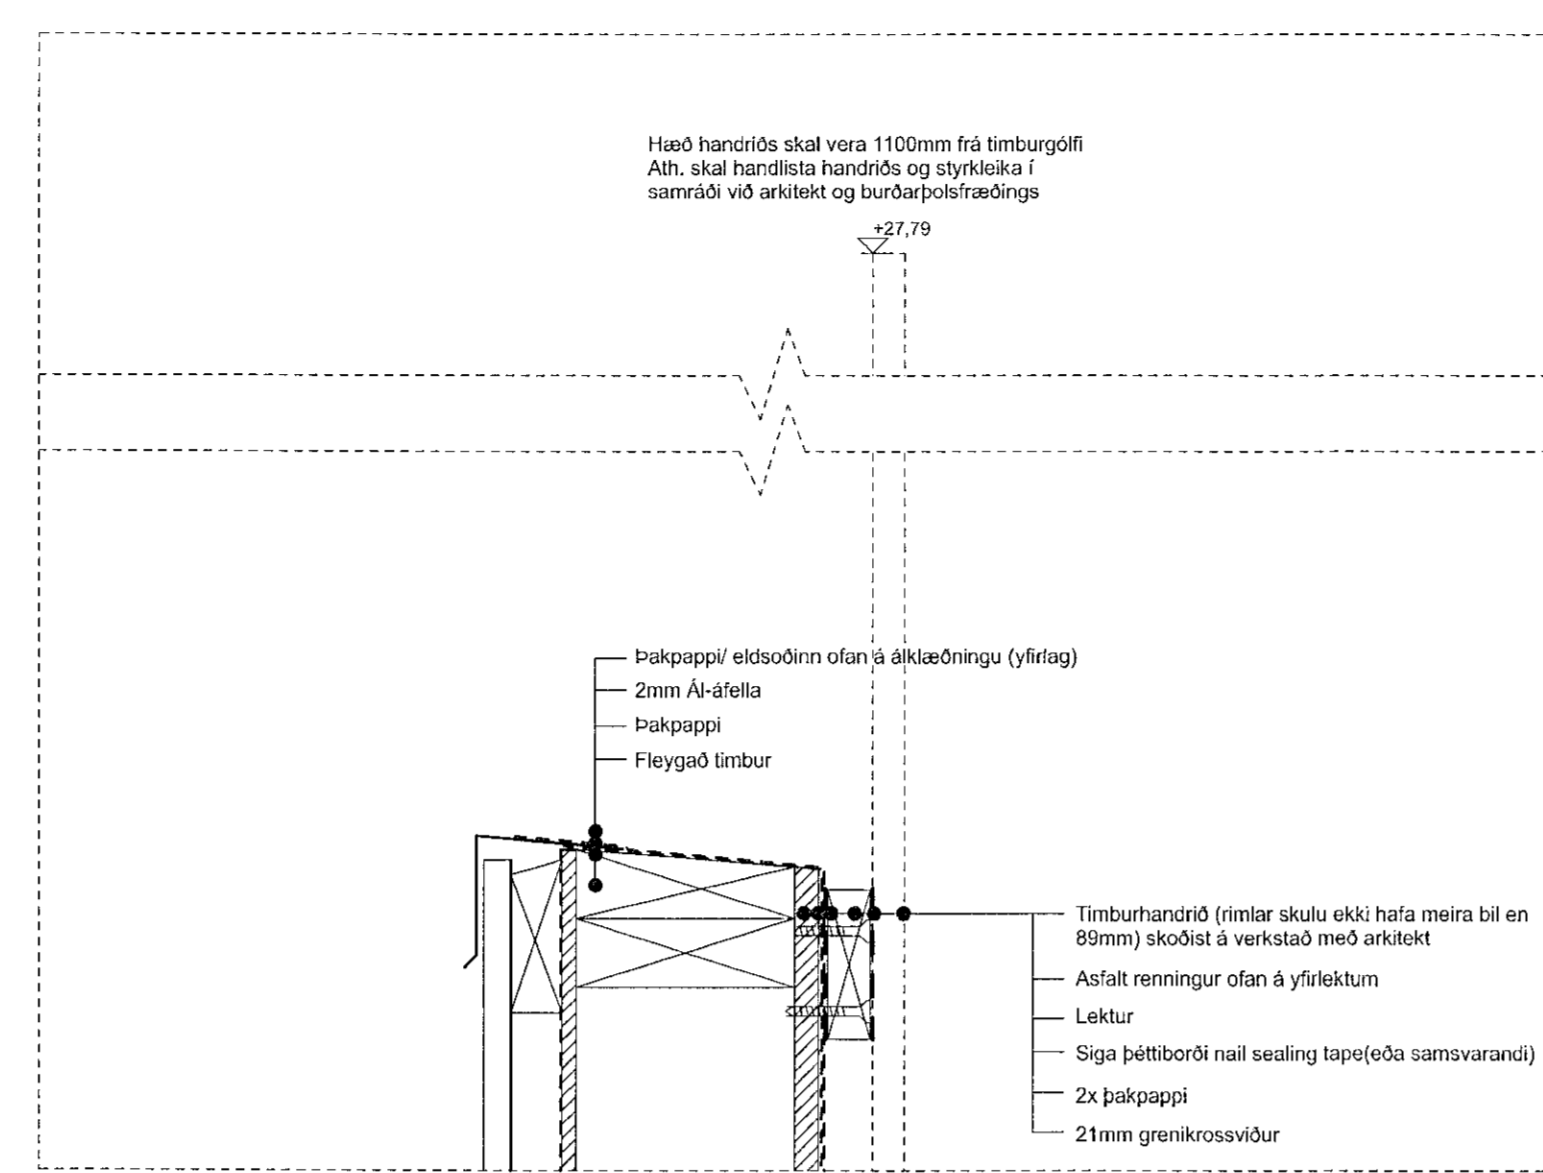 Hæð handriðs skal vera 1100mm frá timburgólfi
Ath. skal handlista handriðs og styrkleika í
samráði við arkitekt og burðarþolsfræðings
+27,79
Þakpappi/ eldsoðinn ofan á álklæðningu (yfirlag)
2mm Ál-áfella
Þakpappi
Fleygað timbur
Timburhandrið (rimlar skulu ekki hafa meira bil en
89mm) skoðist á verkstað með arkitekt
Asfalt renningur ofan á yfirlektum
Lektur
Siga þéttiborði nail sealing tape(eða samsvarandi)
2x þakpappi
21mm grenikrossviður